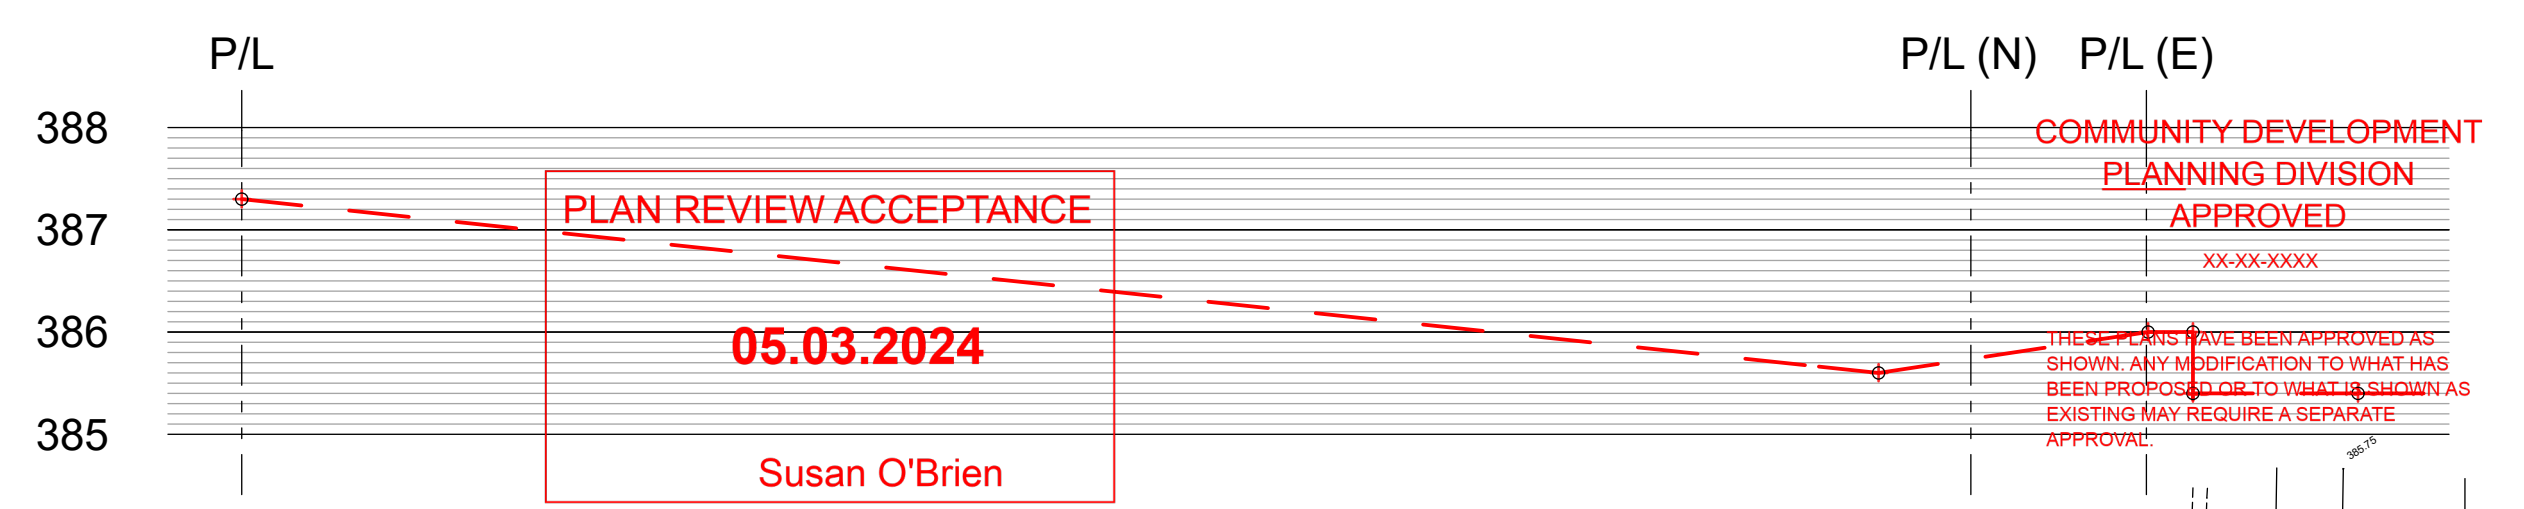 P/L
P/L (N)
P/L (E)
388
387
386
385
PLAN REVIEW ACCEPTANCE
05.03.2024
Susan O'Brien
COMMUNITY DEVELOPMENT
PLANNING DIVISION
APPROVED
XX-XX-XXXX
THESE PLANS HAVE BEEN APPROVED AS
SHOWN. ANY MODIFICATION TO WHAT HAS
BEEN PROPOSED OR TO WHAT IS SHOWN AS
EXISTING MAY REQUIRE A SEPARATE
APPROVAL.
385.75